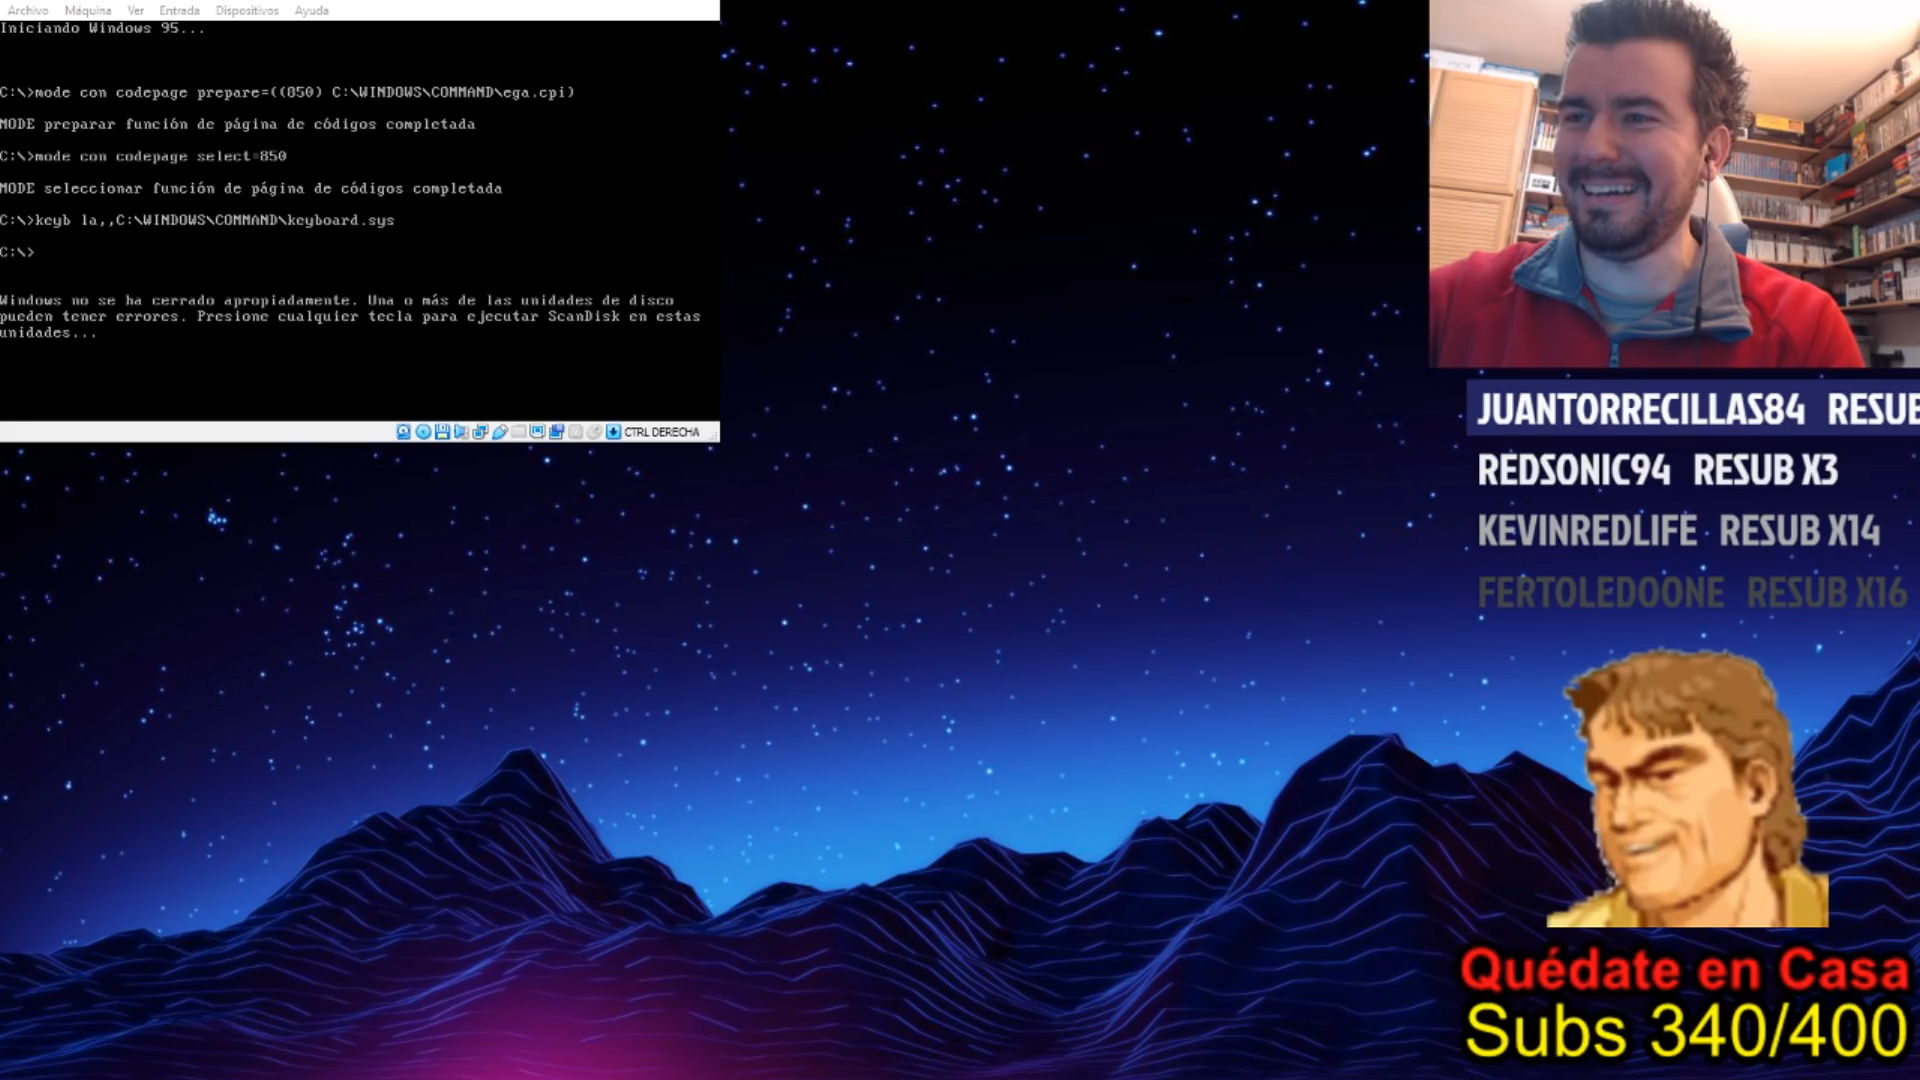 Archivo Máquina Ver Entrada Dispositivos Ayuda
Iniciando Windows 95...
C:\>mode con codepage prepare=((850) C:\WINDOWS\COMMAND\ega.cpi)
MODE preparar función de página de códigos completada
C:\>mode con codepage select=850
MODE seleccionar función de página de códigos completada
C:\>keyb la,,C:\WINDOWS\COMMAND\keyboard.sys
C:\>
Windows no se ha cerrado apropiadamente. Una o más de las unidades de disco
pueden tener errores. Presione cualquier tecla para ejecutar ScanDisk en estas
unidades...
CTRL DERECHA
JUANTORRECILLAS84 RESUB
REDSONIC94 RESUB X3
KEVINREDLIFE RESUB X14
FERTOLEDOONE RESUB X16
Quédate en Casa
Subs 340/400